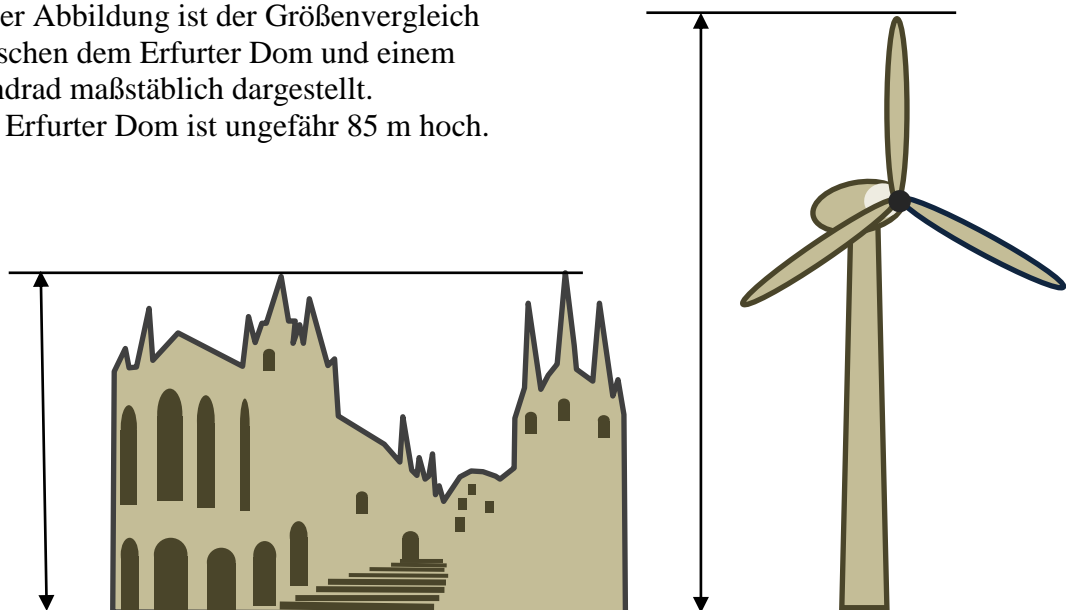 er Abbildung ist der Größenvergleich
schen dem Erfurter Dom und einem
ndrad maßstäblich dargestellt.
Erfurter Dom ist ungefähr 85 m hoch.